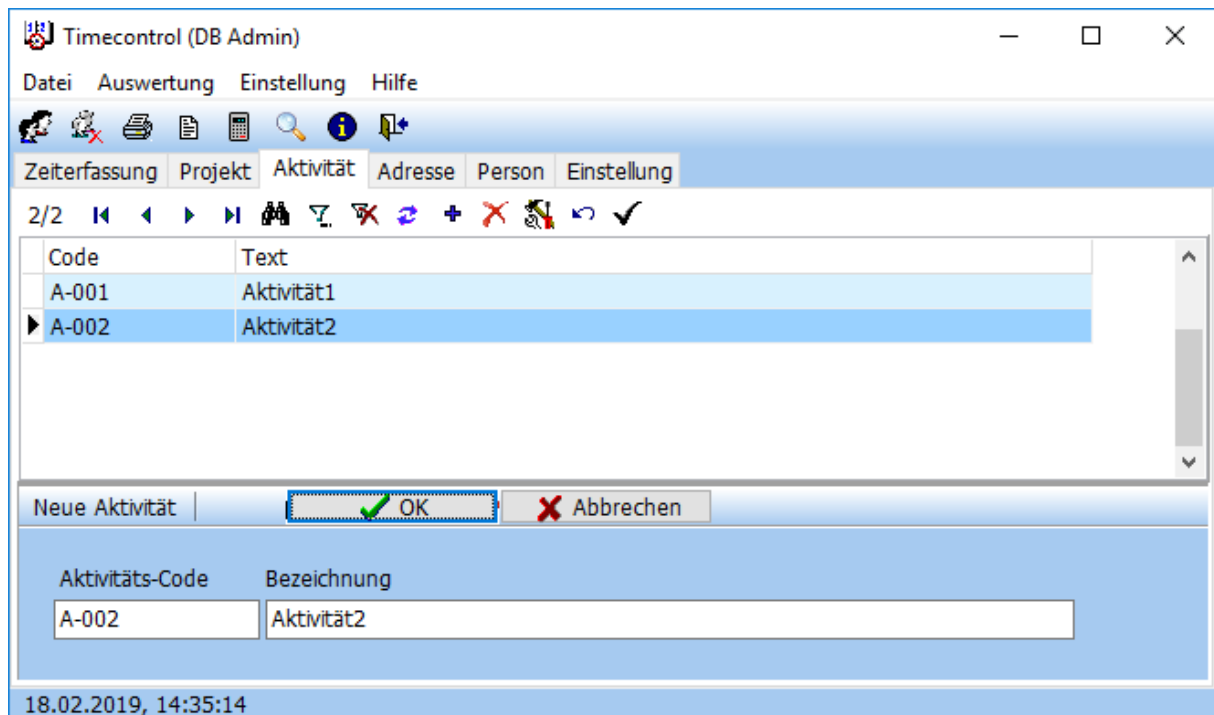 Timecontrol (DB Admin)
Datei Auswertung Einstellung Hilfe
Zeiterfassung Projekt Aktivität Adresse Person Einstellung
2/2
Code Text
A-001 Aktivität1
A-002 Aktivität2
Neue Aktivität OK Abbrechen
Aktivitäts-Code Bezeichnung
A-002 Aktivität2
18.02.2019, 14:35:14